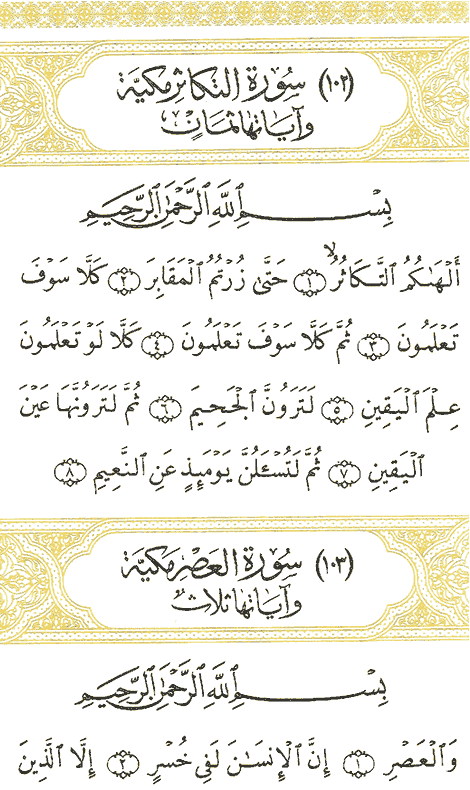 (١٠٢) سُورَةِ التَّكَاثُرِ مَكِّيَّة
وَآيَاتُهَا ثَمَانٍ
بِسْمِ ٱللَّهِ ٱلرَّحْمَٰنِ ٱلرَّحِيمِ
أَلْهَىٰكُمُ ٱلتَّكَاثُرُ ۙ ١ حَتَّىٰ زُرْتُمُ ٱلْمَقَابِرَ ٢ كَلَّا سَوْفَ
تَعْلَمُونَ ٣ ثُمَّ كَلَّا سَوْفَ تَعْلَمُونَ ٤ كَلَّا لَوْ تَعْلَمُونَ
عِلْمَ ٱلْيَقِينِ ٥ لَتَرَوُنَّ ٱلْجَحِيمَ ٦ ثُمَّ لَتَرَوُنَّهَا عَيْنَ
ٱلْيَقِينِ ٧ ثُمَّ لَتُسْـَٔلُنَّ يَوْمَئِذٍ عَنِ ٱلنَّعِيمِ ٨
(١٠٣) سُورَةِ العَصْرِ مَكِّيَّة
وَآيَاتُهَا ثَلَاثٌ
بِسْمِ ٱللَّهِ ٱلرَّحْمَٰنِ ٱلرَّحِيمِ
وَٱلْعَصْرِ ١ إِنَّ ٱلْإِنسَٰنَ لَفِى خُسْرٍ ٢ إِلَّا ٱلَّذِينَ